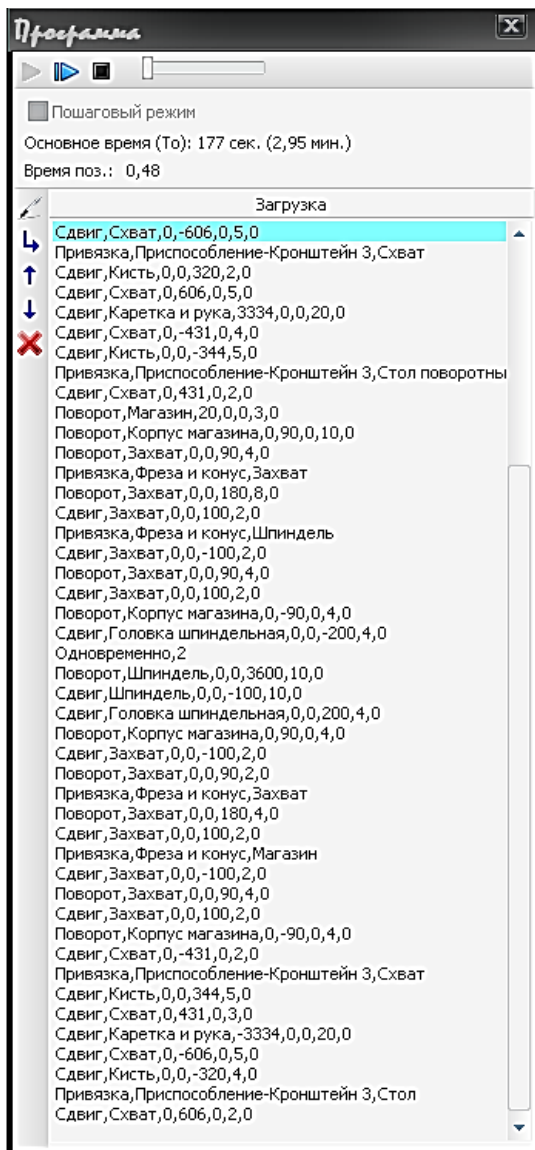 Программа
Пошаговый режим
Основное время (То): 177 сек. (2,95 мин.)
Время поз.: 0,48
Загрузка
Сдвиг,Схват,0,-606,0,5,0
Привязка,Приспособление-Кронштейн 3,Схват
Сдвиг,Кисть,0,0,320,2,0
Сдвиг,Схват,0,606,0,5,0
Сдвиг,Каретка и рука,3334,0,0,20,0
Сдвиг,Схват,0,-431,0,4,0
Сдвиг,Кисть,0,0,-344,5,0
Привязка,Приспособление-Кронштейн 3,Стол поворотны
Сдвиг,Схват,0,431,0,2,0
Поворот,Магазин,20,0,0,3,0
Поворот,Корпус магазина,0,90,0,10,0
Поворот,Захват,0,0,90,4,0
Привязка,Фреза и конус,Захват
Поворот,Захват,0,0,180,8,0
Сдвиг,Захват,0,0,100,2,0
Привязка,Фреза и конус,Шпиндель
Сдвиг,Захват,0,0,-100,2,0
Поворот,Захват,0,0,90,4,0
Сдвиг,Захват,0,0,100,2,0
Поворот,Корпус магазина,0,-90,0,4,0
Сдвиг,Головка шпиндельная,0,0,-200,4,0
Одновременно,2
Поворот,Шпиндель,0,0,3600,10,0
Сдвиг,Шпиндель,0,0,-100,10,0
Сдвиг,Головка шпиндельная,0,0,200,4,0
Поворот,Корпус магазина,0,90,0,4,0
Сдвиг,Захват,0,0,-100,2,0
Поворот,Захват,0,0,90,2,0
Привязка,Фреза и конус,Захват
Поворот,Захват,0,0,180,4,0
Сдвиг,Захват,0,0,100,2,0
Привязка,Фреза и конус,Магазин
Сдвиг,Захват,0,0,-100,2,0
Поворот,Захват,0,0,90,4,0
Сдвиг,Захват,0,0,100,2,0
Поворот,Корпус магазина,0,-90,0,4,0
Сдвиг,Схват,0,-431,0,2,0
Привязка,Приспособление-Кронштейн 3,Схват
Сдвиг,Кисть,0,0,344,5,0
Сдвиг,Схват,0,431,0,3,0
Сдвиг,Каретка и рука,-3334,0,0,20,0
Сдвиг,Схват,0,-606,0,5,0
Сдвиг,Кисть,0,0,-320,4,0
Привязка,Приспособление-Кронштейн 3,Стол
Сдвиг,Схват,0,606,0,2,0